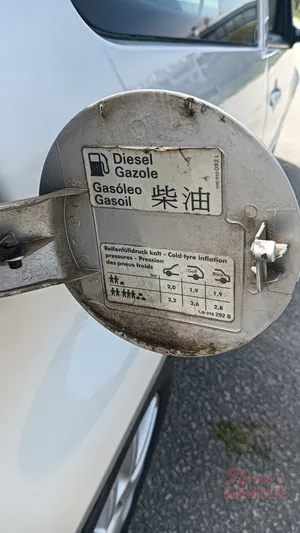 Diesel
Gazole
Gasóleo
Gasoil
柴油
Reifenfülldruck kalt - Cold tyre inflation
pressures - Pression
des pneus froids
2,0 1,9 1,9
2,2 2,6 2,8